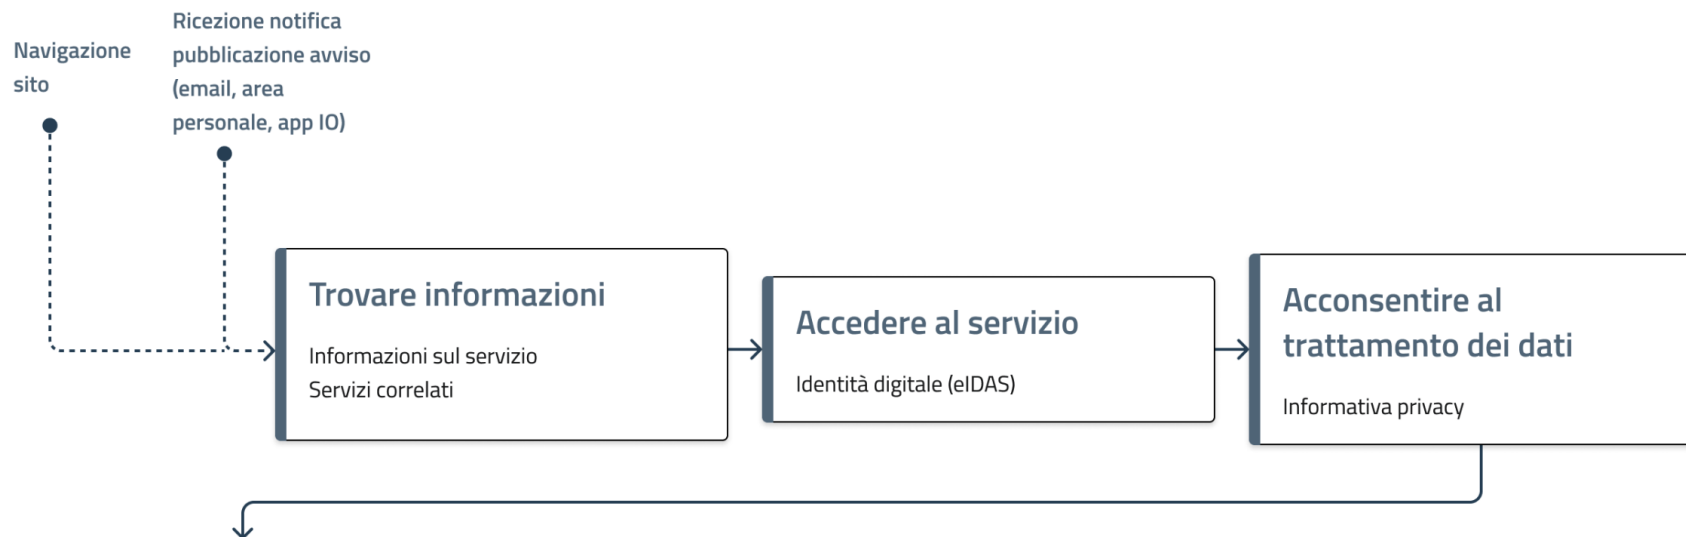 Navigazione
sito
Ricezione notifica
pubblicazione avviso
(email, area
personale, app IO)
Trovare informazioni
Informazioni sul servizio
Servizi correlati
Accedere al servizio
Identità digitale (eIDAS)
Acconsentire al
trattamento dei dati
Informativa privacy